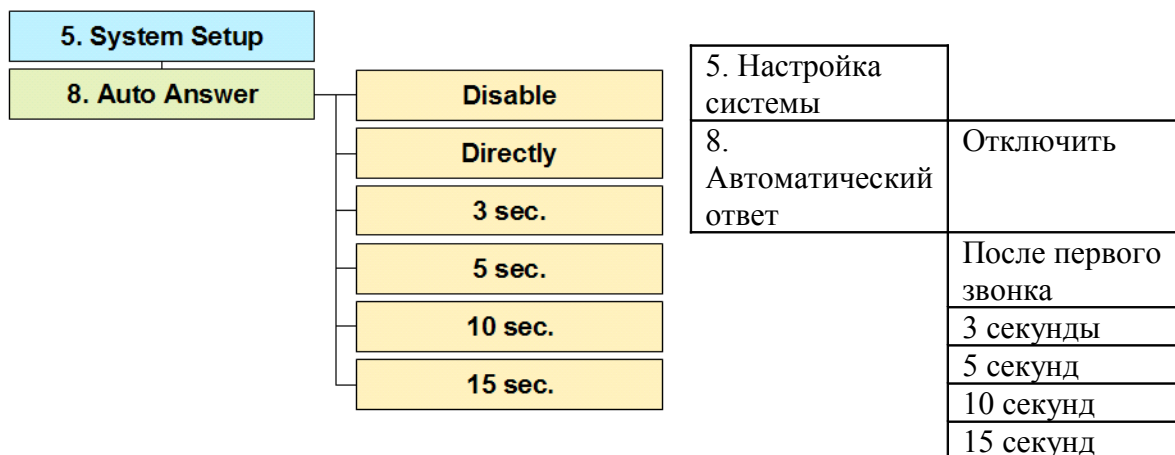 5. System Setup
8. Auto Answer
Disable
Directly
3 sec.
5 sec.
10 sec.
15 sec.
5. Настройка
системы
8.
Автоматический
ответ
Отключить
После первого
звонка
3 секунды
5 секунд
10 секунд
15 секунд